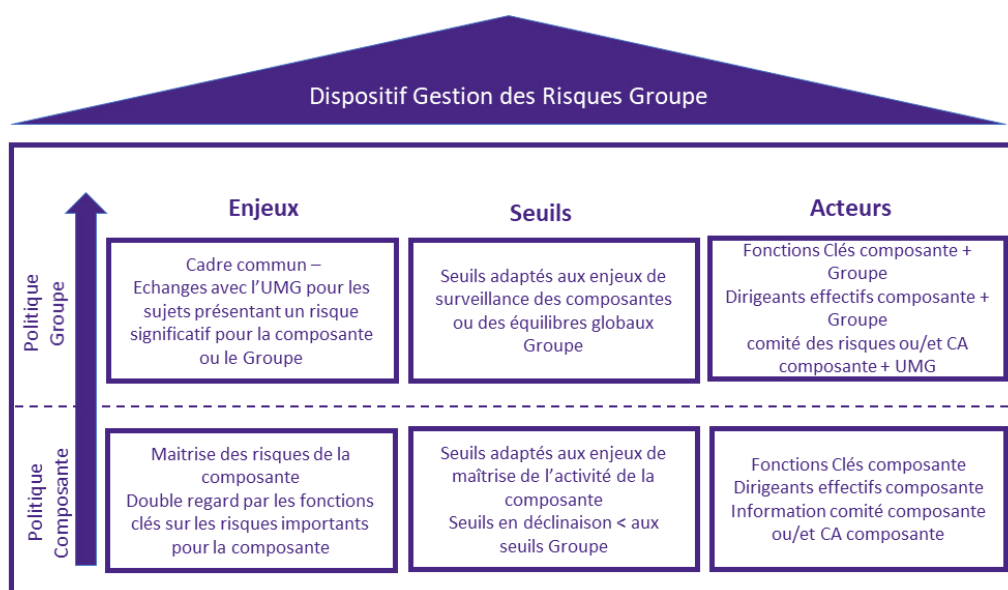 Dispositif Gestion des Risques Groupe
Enjeux
Seuils
Acteurs
Politique
Groupe
Cadre commun –
Echanges avec l'UMG pour les
sujets présentant un risque
significatif pour la composante
ou le Groupe
Seuils adaptés aux enjeux de
surveillance des composantes
ou des équilibres globaux
Groupe
Fonctions Clés composante +
Groupe
Dirigeants effectifs composante +
Groupe
comité des risques ou/et CA
composante + UMG
Politique
Composante
Maitrise des risques de la
composante
Double regard par les fonctions
clés sur les risques importants
pour la composante
Seuils adaptés aux enjeux de
maîtrise de l'activité de la
composante
Seuils en déclinaison < aux
seuils Groupe
Fonctions Clés composante
Dirigeants effectifs composante
Information comité composante
ou/et CA composante